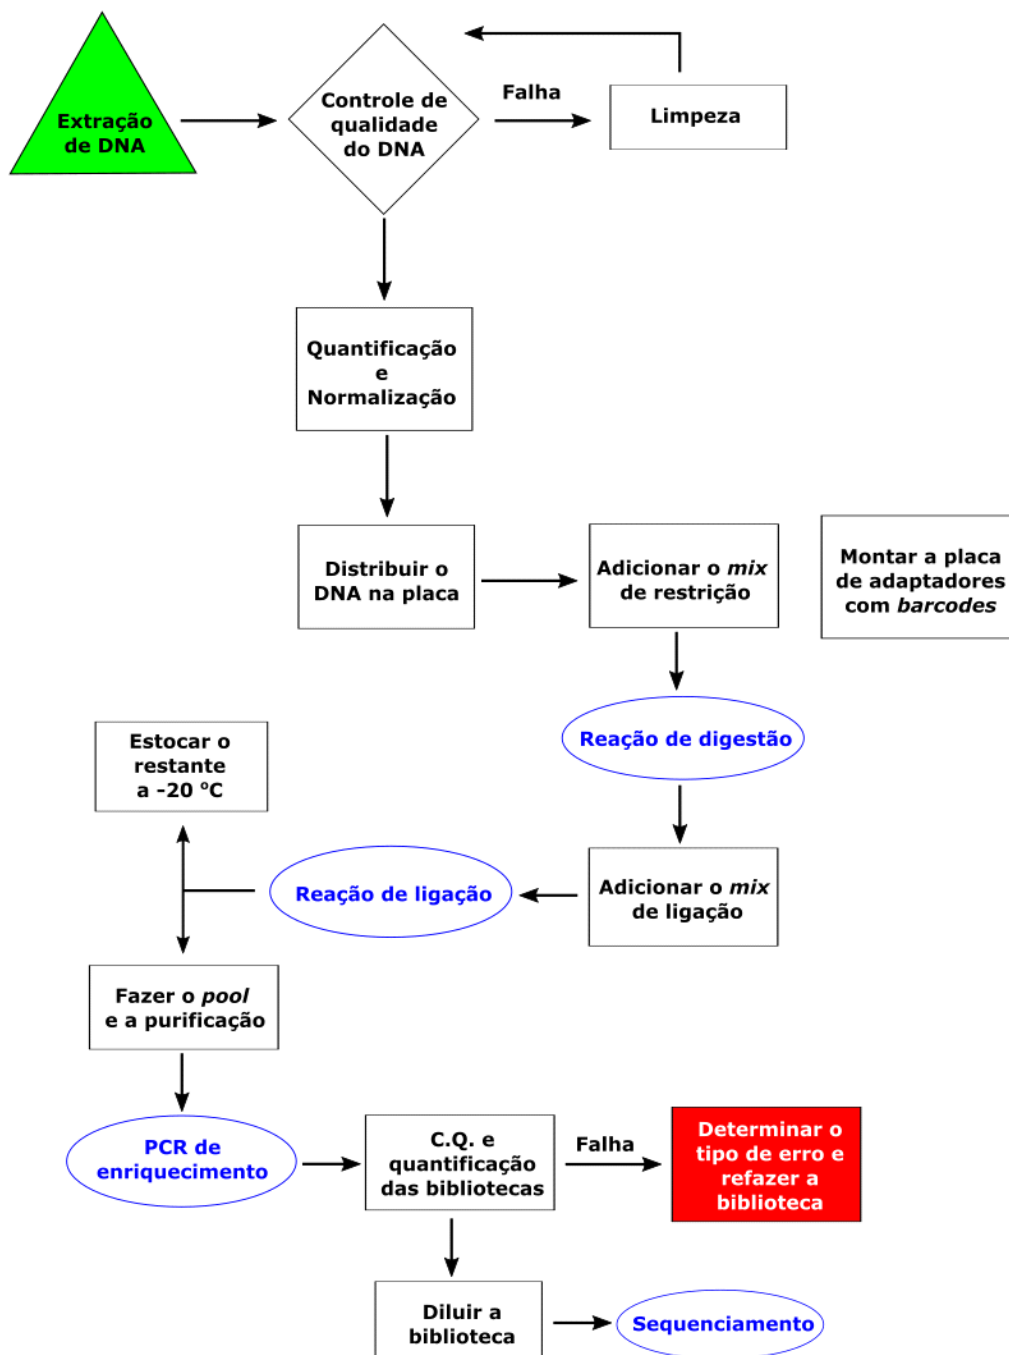 Extração
de DNA
Controle de
qualidade
do DNA
Falha
Limpeza
Quantificação
e
Normalização
Distribuir o
DNA na placa
Adicionar o mix
de restrição
Montar a placa
de adaptadores
com barcodes
Reação de digestão
Estocar o
restante
a -20 ºC
Reação de ligação
Adicionar o mix
de ligação
Fazer o pool
e a purificação
PCR de
enriquecimento
C.Q. e
quantificação
das bibliotecas
Falha
Determinar o
tipo de erro e
refazer a
biblioteca
Diluir a
biblioteca
Sequenciamento